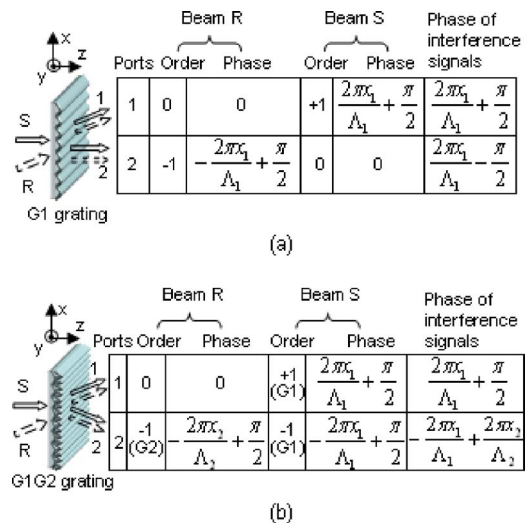 (a)
x
y
z
S
R
1
2
G1 grating
Beam R Beam S Phase of interference signals
Ports Order Phase Order Phase
1 0 0 +1 2πx₁/Λ₁ + π/2 2πx₁/Λ₁ + π/2
2 -1 -2πx₁/Λ₁ + π/2 0 0 2πx₁/Λ₁ - π/2
(a)
x
y
z
S
R
1
2
G1G2 grating
Beam R Beam S Phase of interference signals
Ports Order Phase Order Phase
1 0 0 +1 (G1) 2πx₁/Λ₁ + π/2 2πx₁/Λ₁ + π/2
2 -1 (G2) -2πx₂/Λ₂ + π/2 -1 (G1) -2πx₁/Λ₁ + π/2 -2πx₁/Λ₁ + 2πx₂/Λ₂
(b)